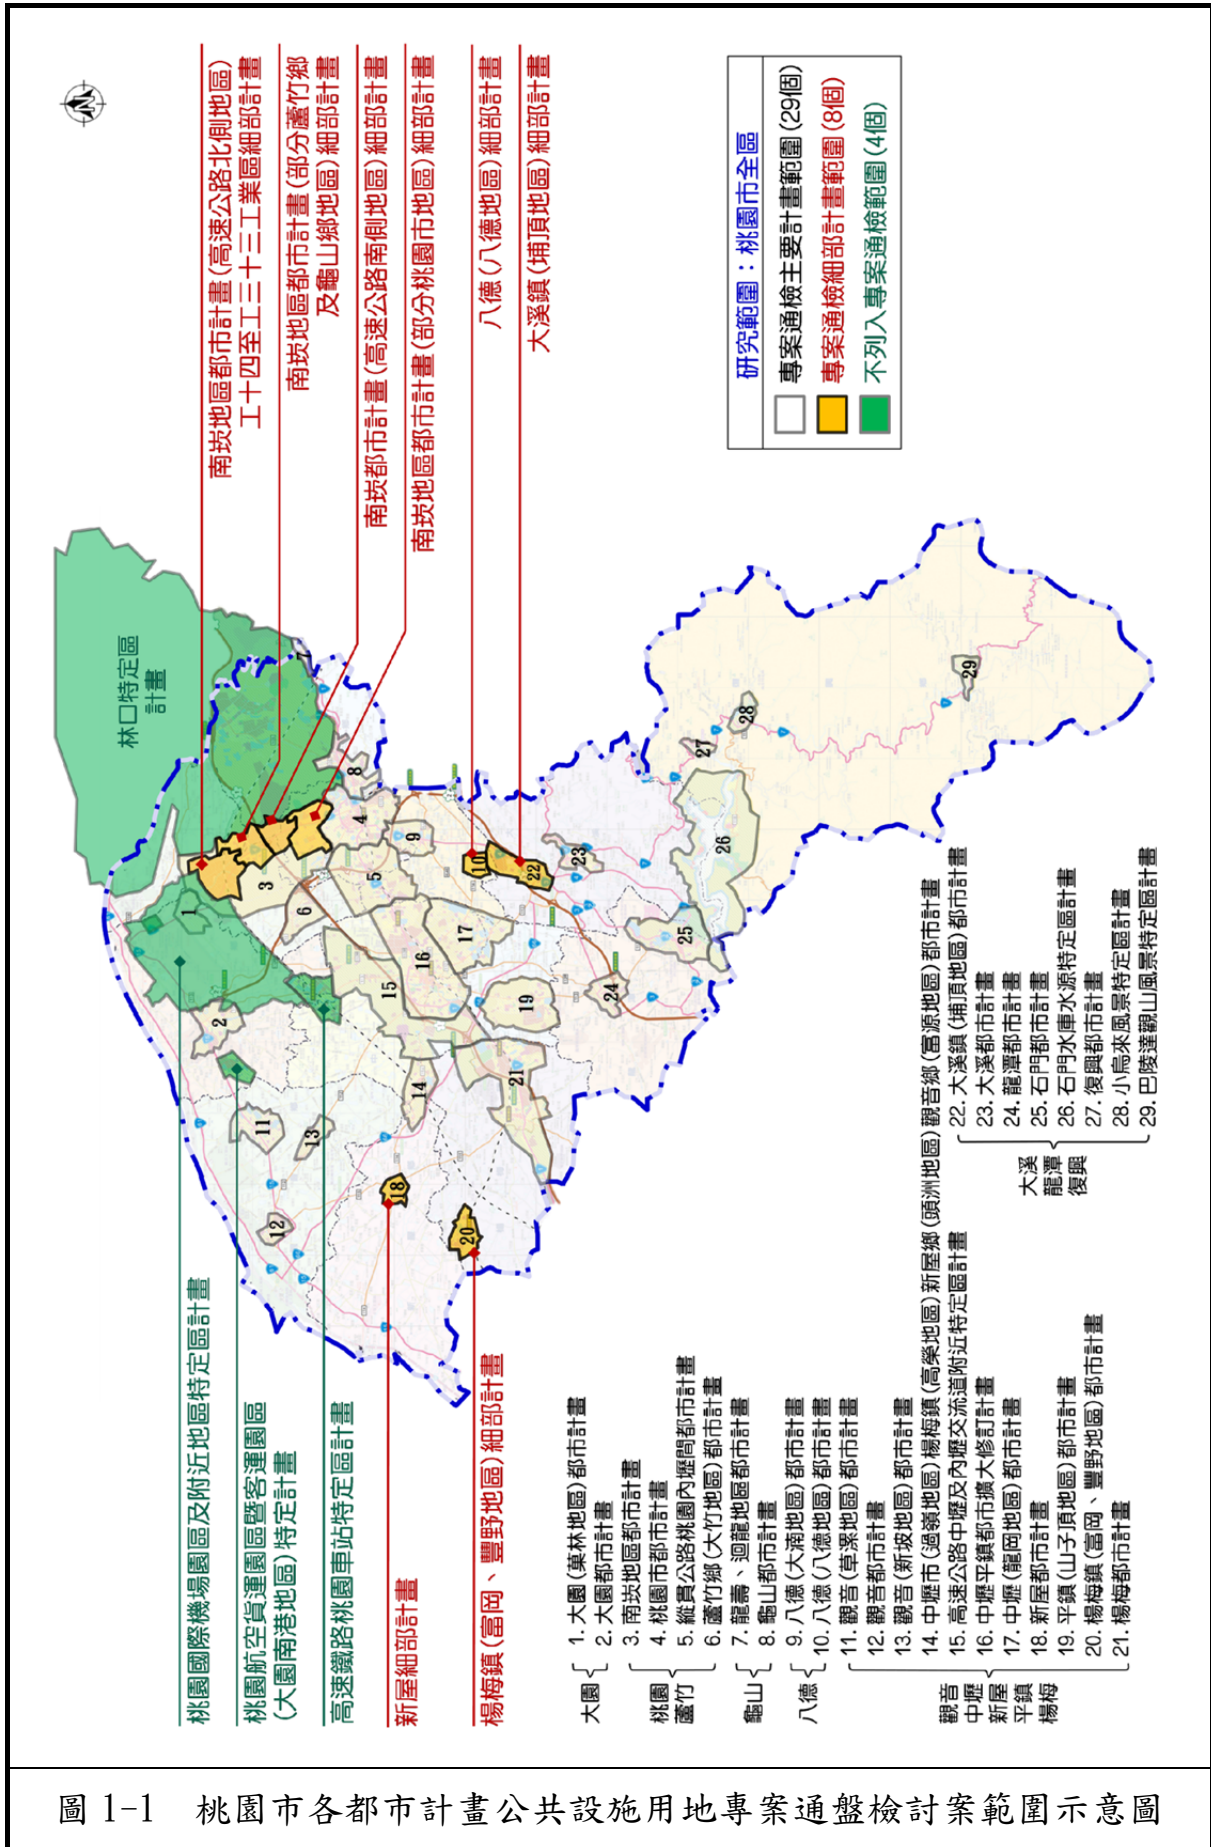 南崁地區都市計畫(高速公路北側地區)
工十四至工三十三工業區細部計畫
南崁地區都市計畫(部分蘆竹鄉
及龜山鄉地區)細部計畫
南崁都市計畫(高速公路南側地區)細部計畫
南崁地區都市計畫(部分桃園市地區)細部計畫
八德(八德地區)細部計畫
大溪鎮(埔頂地區)細部計畫
研究範圍：桃園市全區
專案通檢主要計畫範圍(29個)
專案通檢細部計畫範圍(8個)
不列入專案通檢範圍(4個)
林口特定區
計畫
1
2
3
4
5
6
7
8
9
10
11
12
13
14
15
16
17
18
19
20
21
22
23
24
25
26
27
28
29
桃園國際機場園區及附近地區特定區計畫
桃園航空貨運園區暨客運園區
(大園南港地區)特定計畫
高速鐵路桃園車站特定區計畫
新屋細部計畫
楊梅鎮(富岡、豐野地區)細部計畫
大園
1. 大園(菓林地區)都市計畫
2. 大園都市計畫
桃園
蘆竹
3. 南崁地區都市計畫
4. 桃園市都市計畫
5. 縱貫公路桃園內壢間都市計畫
6. 蘆竹鄉(大竹地區)都市計畫
龜山
7. 龍壽、迴龍地區都市計畫
8. 龜山都市計畫
八德
9. 八德(大湳地區)都市計畫
10. 八德(八德地區)都市計畫
觀音
中壢
新屋
平鎮
楊梅
11. 觀音(草漯地區)都市計畫
12. 觀音都市計畫
13. 觀音(新坡地區)都市計畫
14. 中壢市(過嶺地區)楊梅鎮(高榮地區)新屋鄉(頭洲地區)觀音鄉(富源地區)都市計畫
15. 高速公路中壢及內壢交流道附近特定區計畫
16. 中壢平鎮都市擴大修訂計畫
17. 中壢(龍岡地區)都市計畫
18. 新屋都市計畫
19. 平鎮(山子頂地區)都市計畫
20. 楊梅鎮(富岡、豐野地區)都市計畫
21. 楊梅都市計畫
大溪
龍潭
復興
22. 大溪鎮(埔頂地區)都市計畫
23. 大溪都市計畫
24. 龍潭都市計畫
25. 石門都市計畫
26. 石門水庫水源特定區計畫
27. 復興都市計畫
28. 小烏來風景特定區計畫
29. 巴陵達觀山風景特定區計畫
圖 1-1 桃園市各都市計畫公共設施用地專案通盤檢討案範圍示意圖